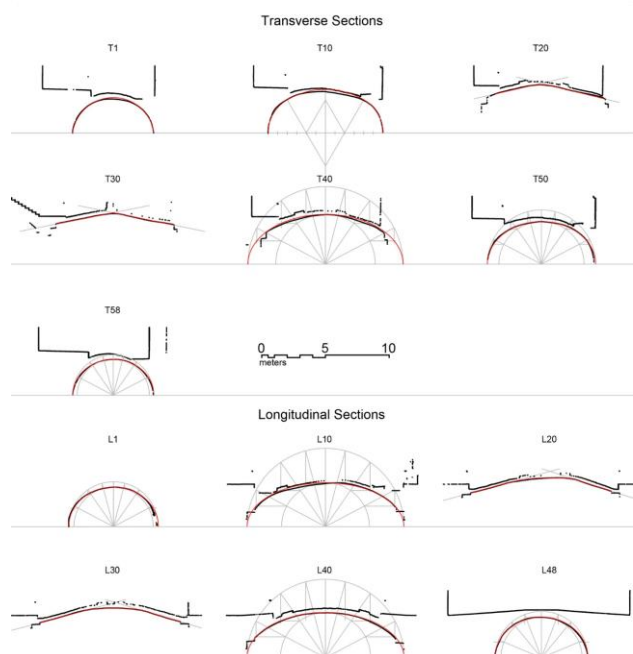 Transverse Sections
T1
T10
T20
T30
T40
T50
T58
0 5 10
meters
Longitudinal Sections
L1
L10
L20
L30
L40
L48